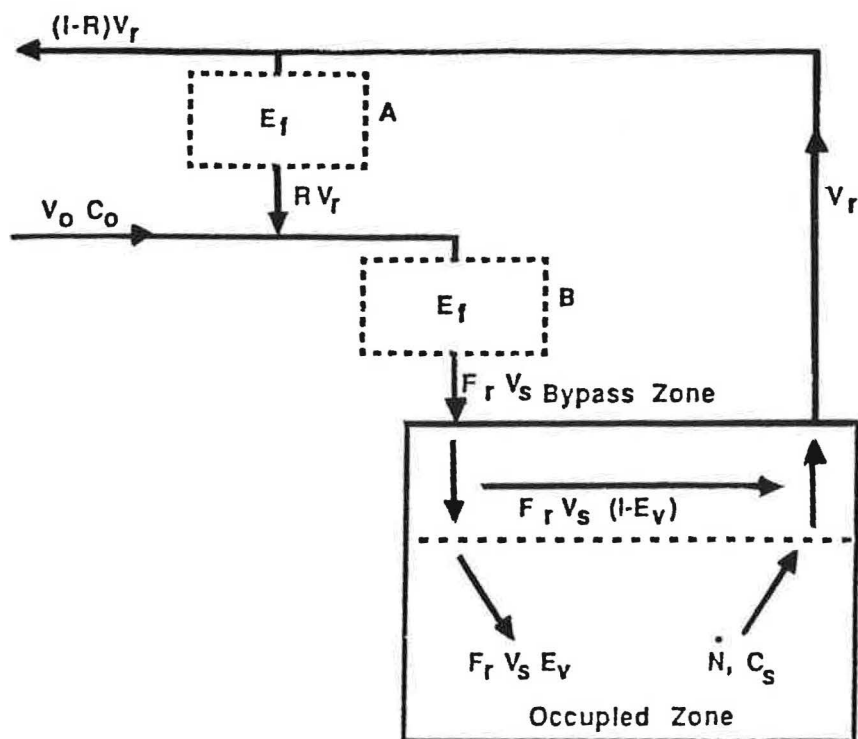 (I-R)Vr
Ef
A
R Vr
Vr
Vo Co
Ef
B
Fr Vs Bypass Zone
Fr Vs (I-Ev)
Fr Vs Ev
Ṅ, Cs
Occupied Zone